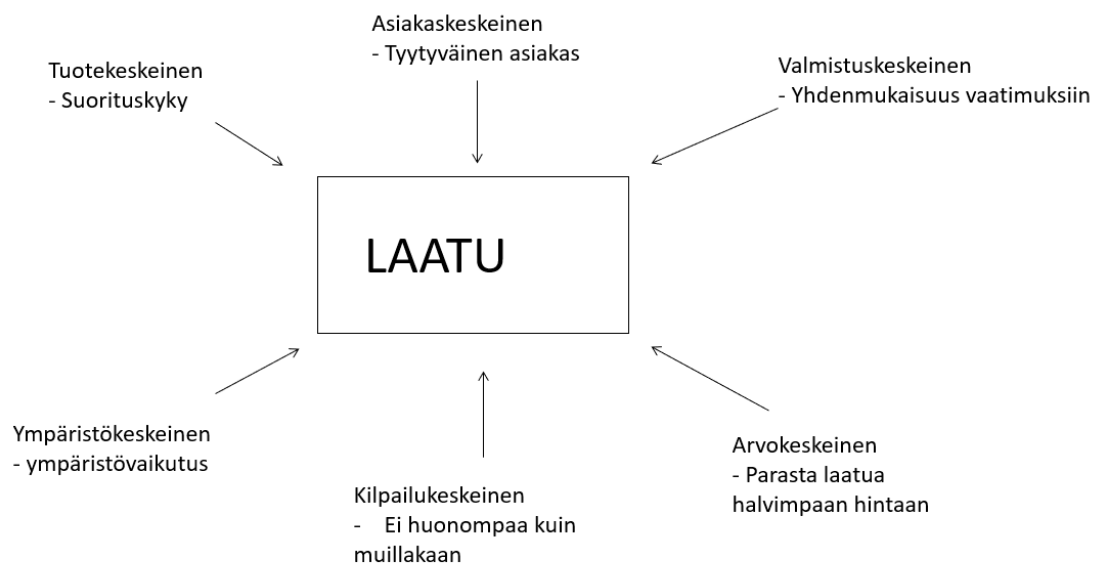 Asiakaskeskeinen
- Tyytyväinen asiakas
Tuotekeskeinen
- Suorituskyky
Valmistuskeskeinen
- Yhdenmukaisuus vaatimuksiin
LAATU
Ympäristökeskeinen
- ympäristövaikutus
Kilpailukeskeinen
- Ei huonompaa kuin
muillakaan
Arvokeskeinen
- Parasta laatua
halvimpaan hintaan